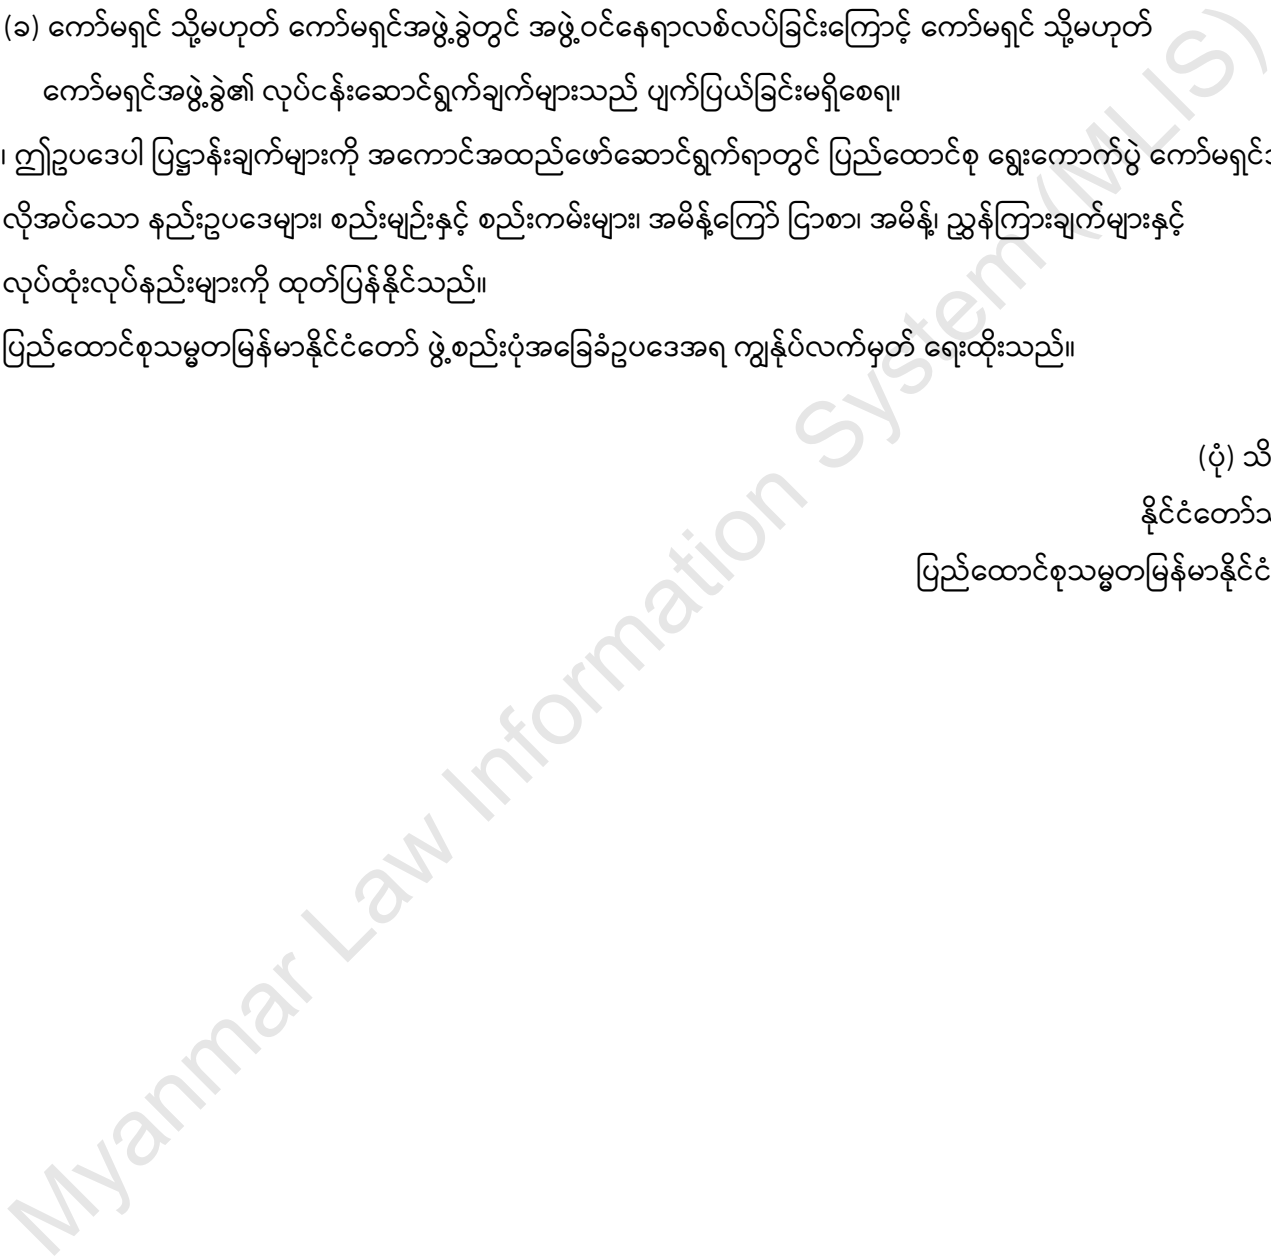 (ခ) ကော်မရှင် သို့မဟုတ် ကော်မရှင်အဖွဲ့ခွဲတွင် အဖွဲ့ဝင်နေရာလစ်လပ်ခြင်းကြောင့် ကော်မရှင် သို့မဟုတ်
ကော်မရှင်အဖွဲ့ခွဲ၏ လုပ်ငန်းဆောင်ရွက်ချက်များသည် ပျက်ပြယ်ခြင်းမရှိစေရ။
၊ ဤဥပဒေပါ ပြဋ္ဌာန်းချက်များကို အကောင်အထည်ဖော်ဆောင်ရွက်ရာတွင် ပြည်ထောင်စု ရွေးကောက်ပွဲ ကော်မရှင်
လိုအပ်သော နည်းဥပဒေများ၊ စည်းမျဉ်းနှင့် စည်းကမ်းများ၊ အမိန့်ကြော် ငြာစာ၊ အမိန့်၊ ညွှန်ကြားချက်များနှင့်
လုပ်ထုံးလုပ်နည်းများကို ထုတ်ပြန်နိုင်သည်။
ပြည်ထောင်စုသမ္မတမြန်မာနိုင်ငံတော် ဖွဲ့စည်းပုံအခြေခံဥပဒေအရ ကျွန်ုပ်လက်မှတ် ရေးထိုးသည်။
(ပုံ) သိ
နိုင်ငံတော်
ပြည်ထောင်စုသမ္မတမြန်မာနိုင်ငံ
Myanmar Law Information System (MLIS)